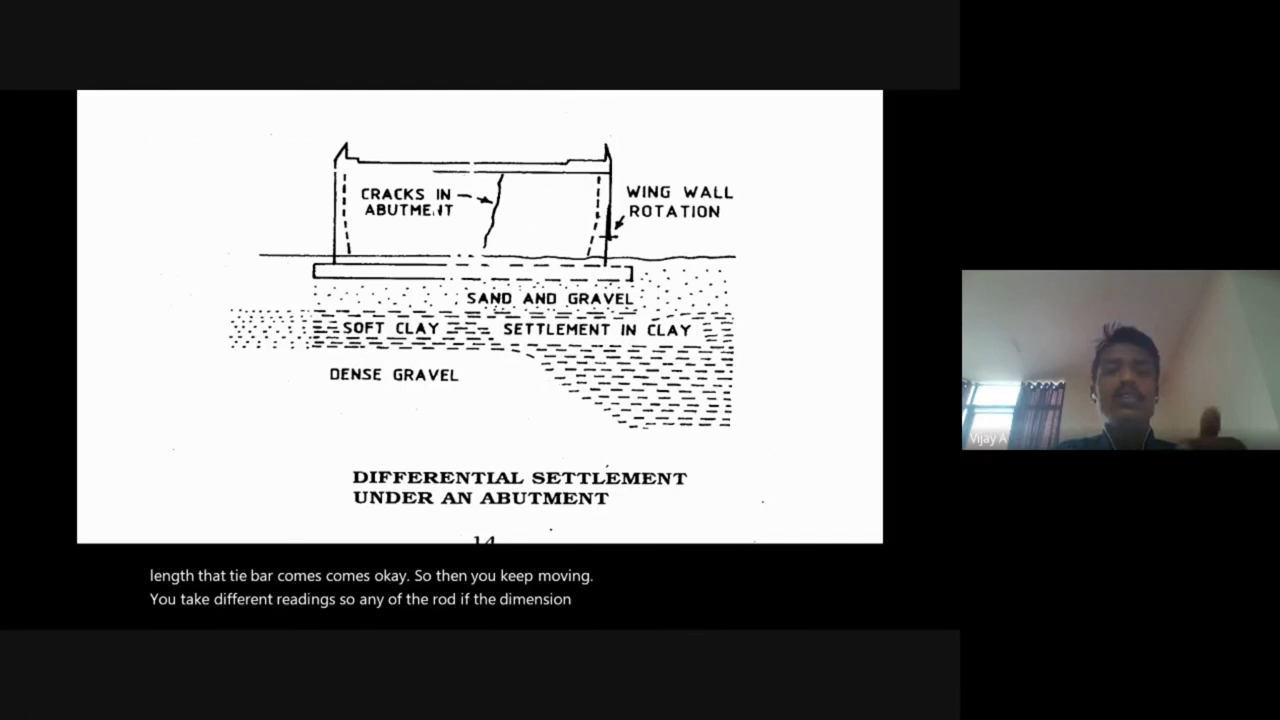 CRACKS IN
ABUTMENT
WING WALL
ROTATION
SAND AND GRAVEL
SOFT CLAY
SETTLEMENT IN CLAY
DENSE GRAVEL
DIFFERENTIAL SETTLEMENT
UNDER AN ABUTMENT
14
length that tie bar comes comes okay. So then you keep moving.
You take different readings so any of the rod if the dimension
Vijay A